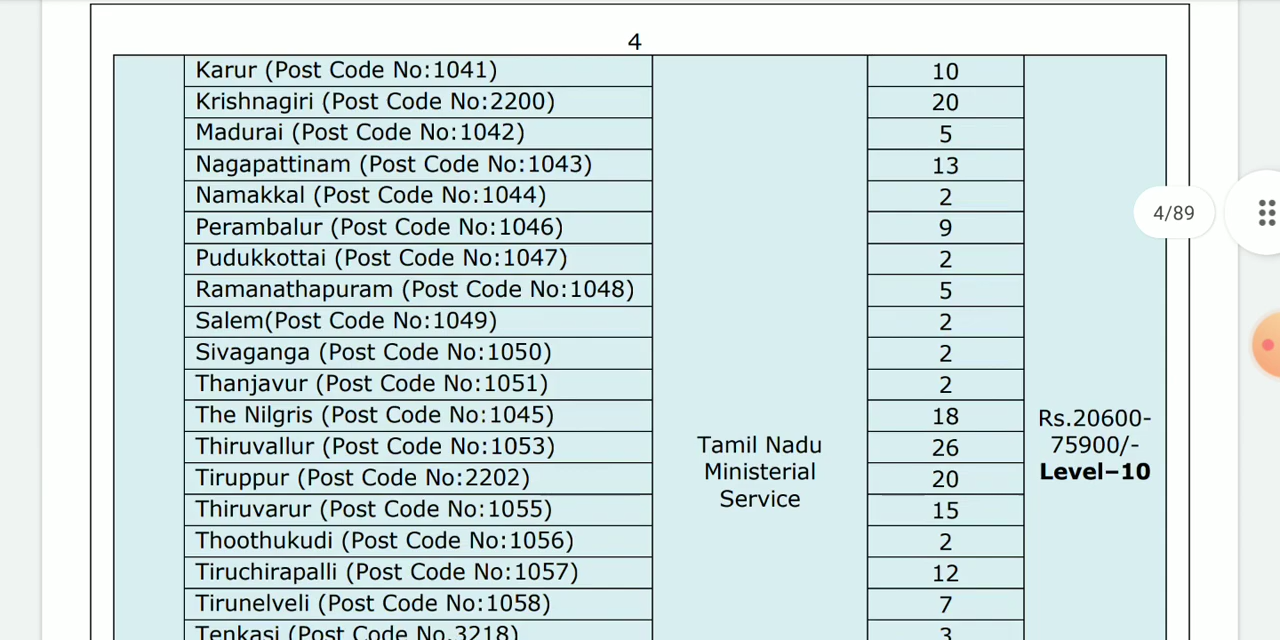 4
Karur (Post Code No:1041) 10
Krishnagiri (Post Code No:2200) 20
Madurai (Post Code No:1042) 5
Nagapattinam (Post Code No:1043) 13
Namakkal (Post Code No:1044) 2
4/89
Perambalur (Post Code No:1046) 9
Pudukkottai (Post Code No:1047) 2
Ramanathapuram (Post Code No:1048) 5
Salem(Post Code No:1049) 2
Sivaganga (Post Code No:1050) 2
Thanjavur (Post Code No:1051) 2
The Nilgris (Post Code No:1045) 18
Thiruvallur (Post Code No:1053) 26
Tiruppur (Post Code No:2202) 20
Thiruvarur (Post Code No:1055) 15
Thoothukudi (Post Code No:1056) 2
Tiruchirapalli (Post Code No:1057) 12
Tirunelveli (Post Code No:1058) 7
Tenkasi (Post Code No.3218) 3
Tamil Nadu
Ministerial
Service
Rs.20600-
75900/-
Level–10